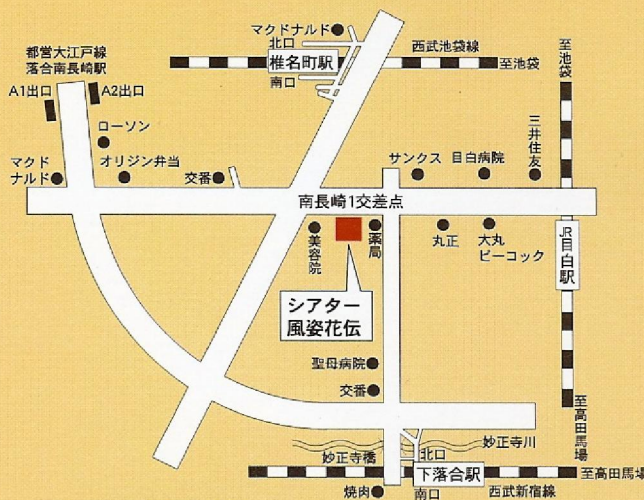 マクドナルド
北口
西武池袋線
都営大江戸線
落合南長崎駅
椎名町駅
至池袋
至池袋
南口
A1出口
A2出口
ローソン
三井住友
マクド
ナルド
オリジン弁当
交番
サンクス
目白病院
南長崎1交差点
美容院
薬局
丸正
大丸
ピーコック
JR目白駅
シアター
風姿花伝
聖母病院
交番
至高田馬場
妙正寺橋
妙正寺川
北口
下落合駅
至高田馬場
焼肉
南口
西武新宿線